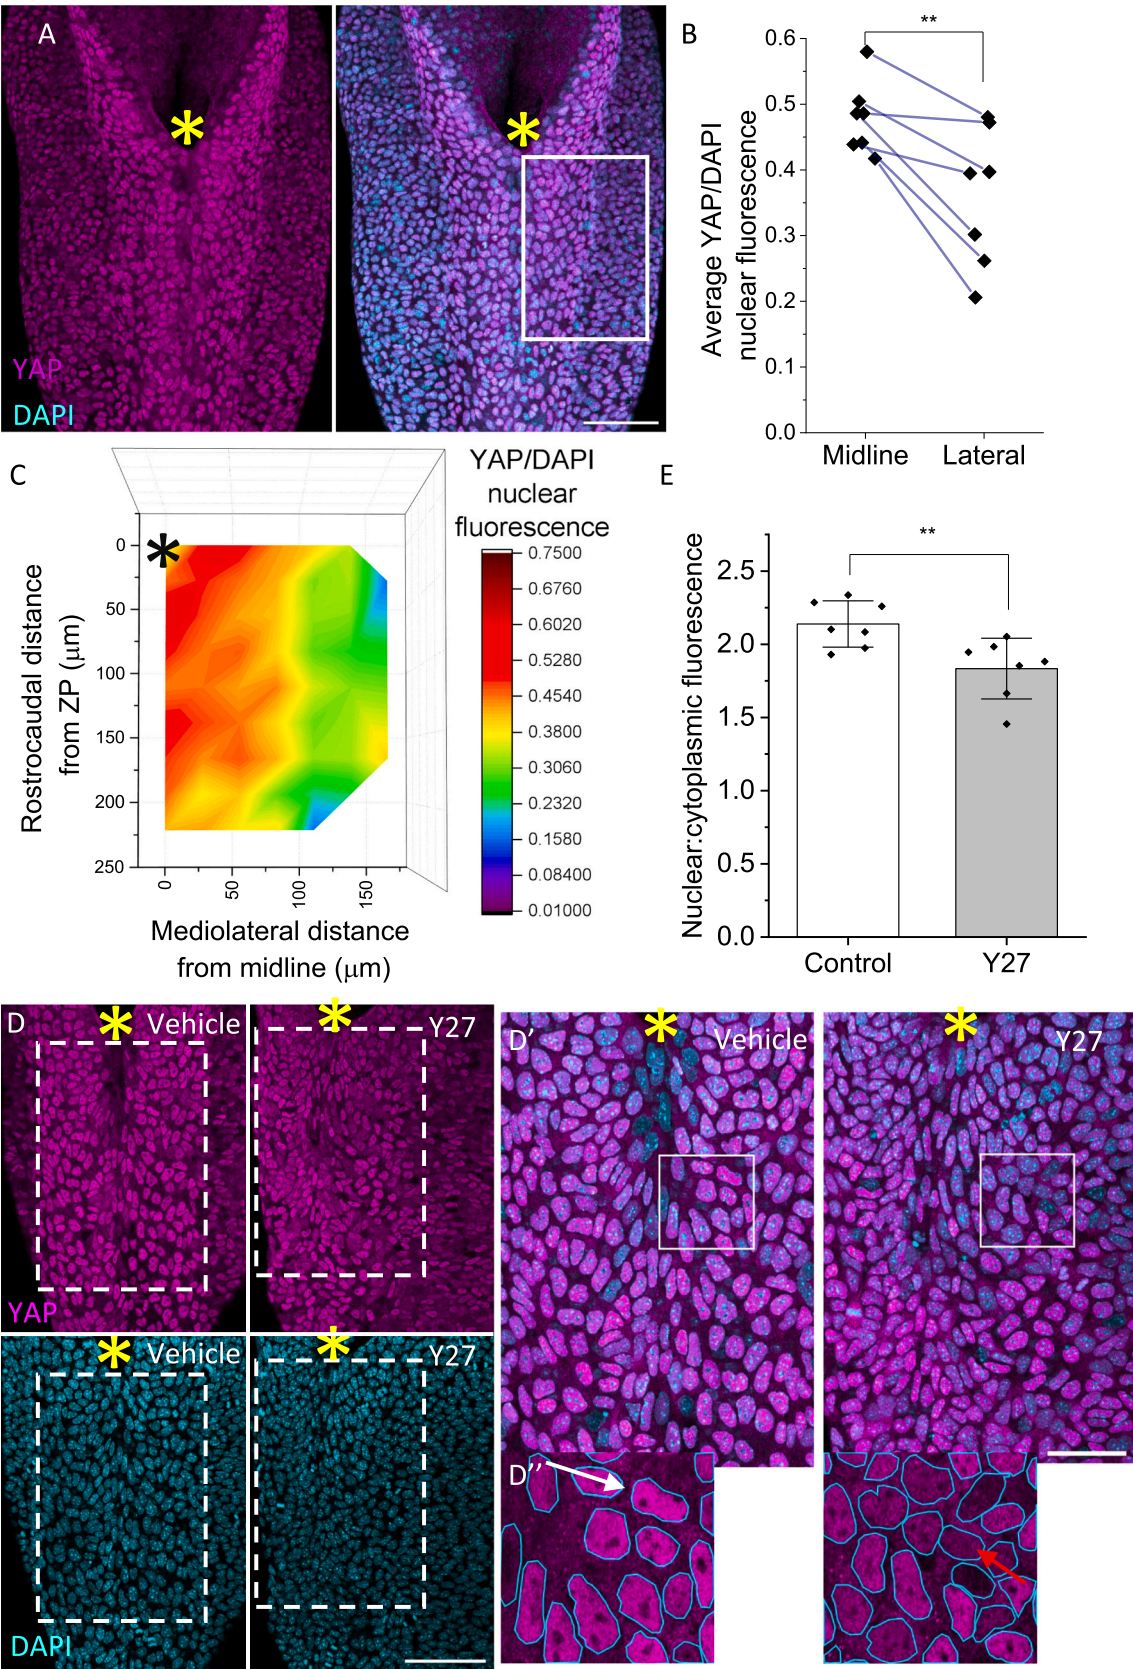 A
YAP
DAPI
B
**
0.6
0.5
0.4
0.3
0.2
0.1
0.0
Average YAP/DAPI
nuclear fluorescence
Midline
Lateral
C
YAP/DAPI
nuclear
fluorescence
0
50
100
150
200
250
Rostrocaudal distance
from ZP (μm)
0
50
100
150
Mediolateral distance
from midline (μm)
0.7500
0.6760
0.6020
0.5280
0.4540
0.3800
0.3060
0.2320
0.1580
0.08400
0.01000
E
**
2.5
2.0
1.5
1.0
0.5
0.0
Nuclear:cytoplasmic fluorescence
Control
Y27
D
Vehicle
Y27
YAP
Vehicle
Y27
DAPI
D'
Vehicle
Y27
D''